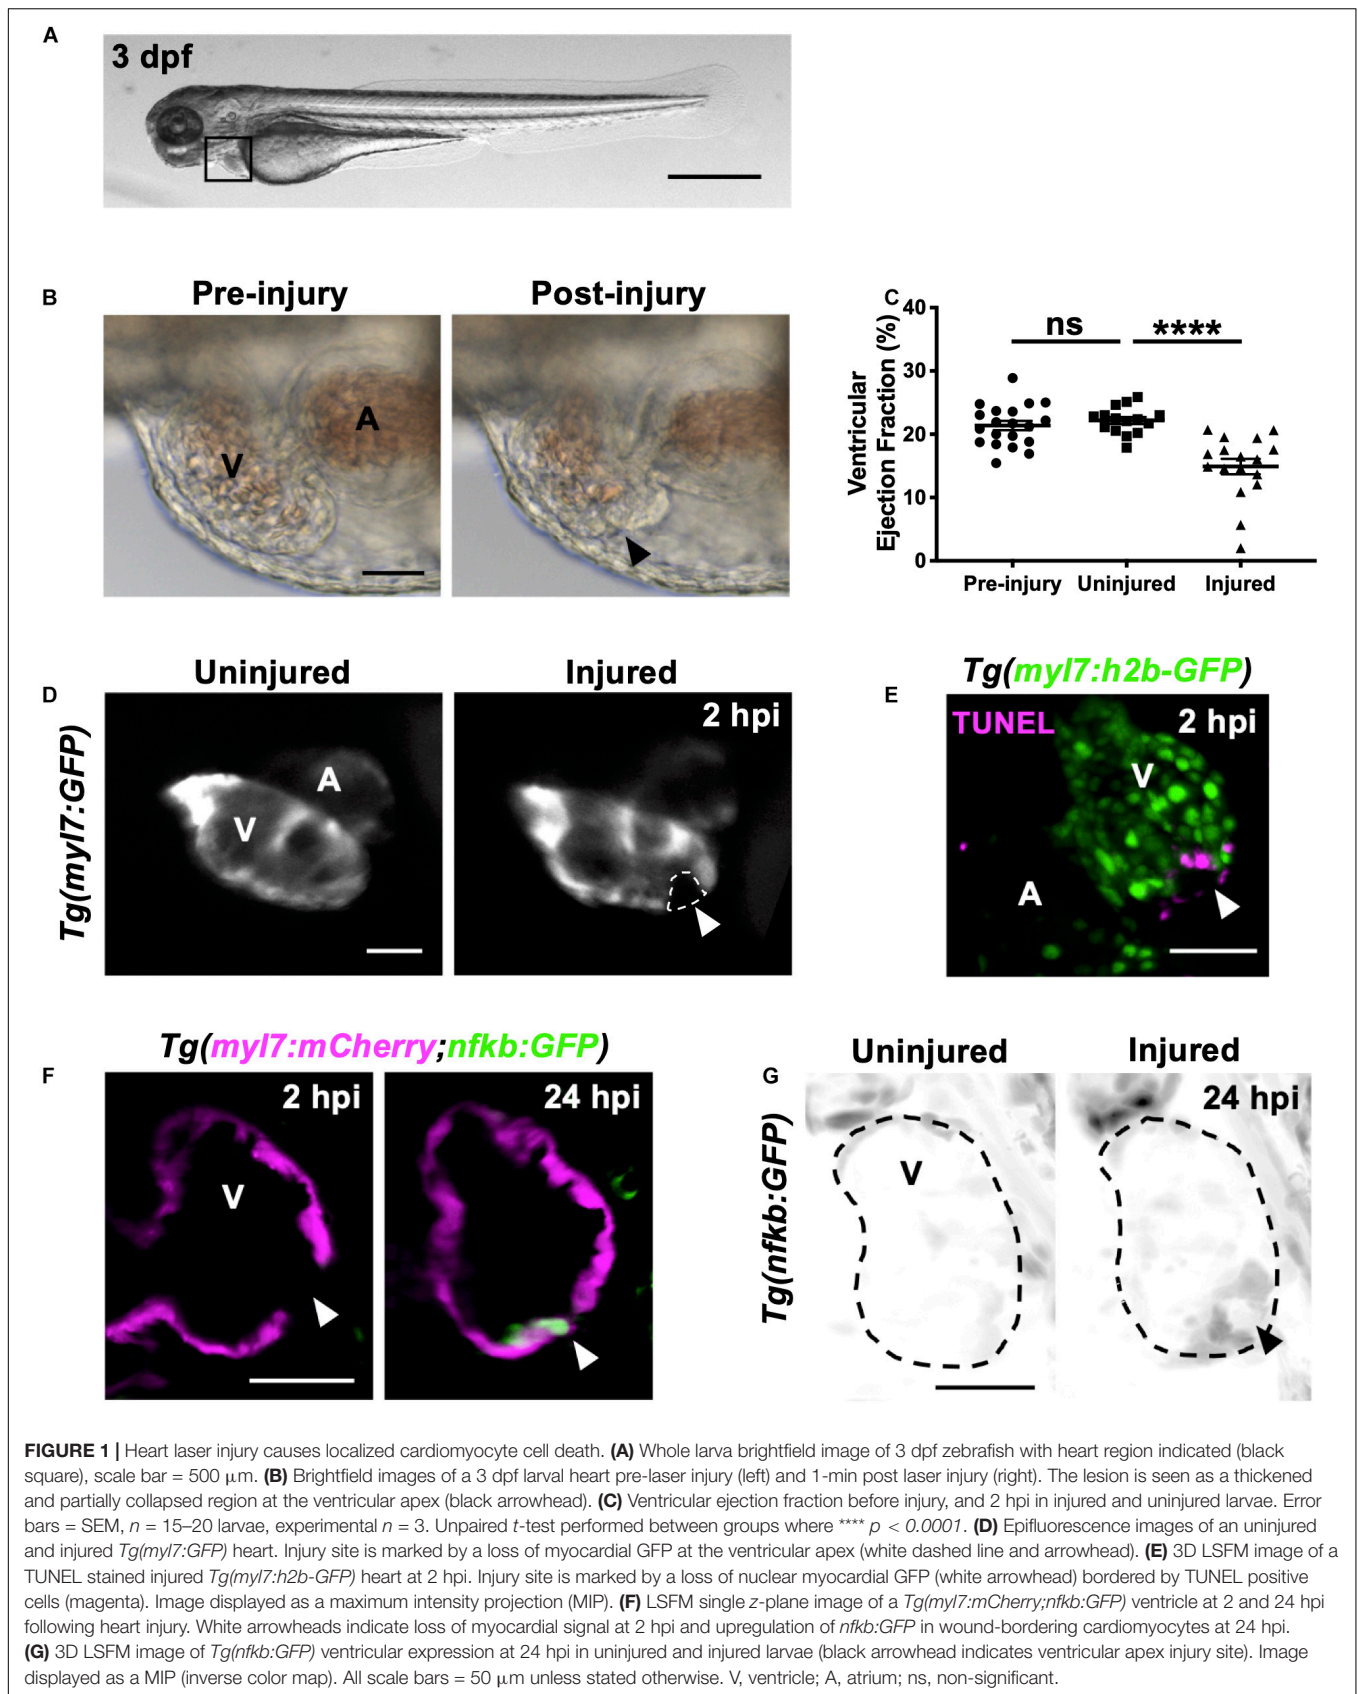 A
3 dpf
B
Pre-injury
Post-injury
V
A
C
Ventricular
Ejection Fraction (%)
40
30
20
10
0
ns
****
Pre-injury
Uninjured
Injured
D
Uninjured
Injured
Tg(myl7:GFP)
V
A
2 hpi
E
Tg(myl7:h2b-GFP)
TUNEL
2 hpi
V
A
F
Tg(myl7:mCherry;nfkb:GFP)
2 hpi
V
24 hpi
G
Uninjured
Injured
Tg(nfkb:GFP)
V
24 hpi
FIGURE 1 | Heart laser injury causes localized cardiomyocyte cell death. (A) Whole larva brightfield image of 3 dpf zebrafish with heart region indicated (black
square), scale bar = 500 μm. (B) Brightfield images of a 3 dpf larval heart pre-laser injury (left) and 1-min post laser injury (right). The lesion is seen as a thickened
and partially collapsed region at the ventricular apex (black arrowhead). (C) Ventricular ejection fraction before injury, and 2 hpi in injured and uninjured larvae. Error
bars = SEM, n = 15–20 larvae, experimental n = 3. Unpaired t-test performed between groups where **** p < 0.0001. (D) Epifluorescence images of an uninjured
and injured Tg(myl7:GFP) heart. Injury site is marked by a loss of myocardial GFP at the ventricular apex (white dashed line and arrowhead). (E) 3D LSFM image of a
TUNEL stained injured Tg(myl7:h2b-GFP) heart at 2 hpi. Injury site is marked by a loss of nuclear myocardial GFP (white arrowhead) bordered by TUNEL positive
cells (magenta). Image displayed as a maximum intensity projection (MIP). (F) LSFM single z-plane image of a Tg(myl7:mCherry;nfkb:GFP) ventricle at 2 and 24 hpi
following heart injury. White arrowheads indicate loss of myocardial signal at 2 hpi and upregulation of nfkb:GFP in wound-bordering cardiomyocytes at 24 hpi.
(G) 3D LSFM image of Tg(nfkb:GFP) ventricular expression at 24 hpi in uninjured and injured larvae (black arrowhead indicates ventricular apex injury site). Image
displayed as a MIP (inverse color map). All scale bars = 50 μm unless stated otherwise. V, ventricle; A, atrium; ns, non-significant.